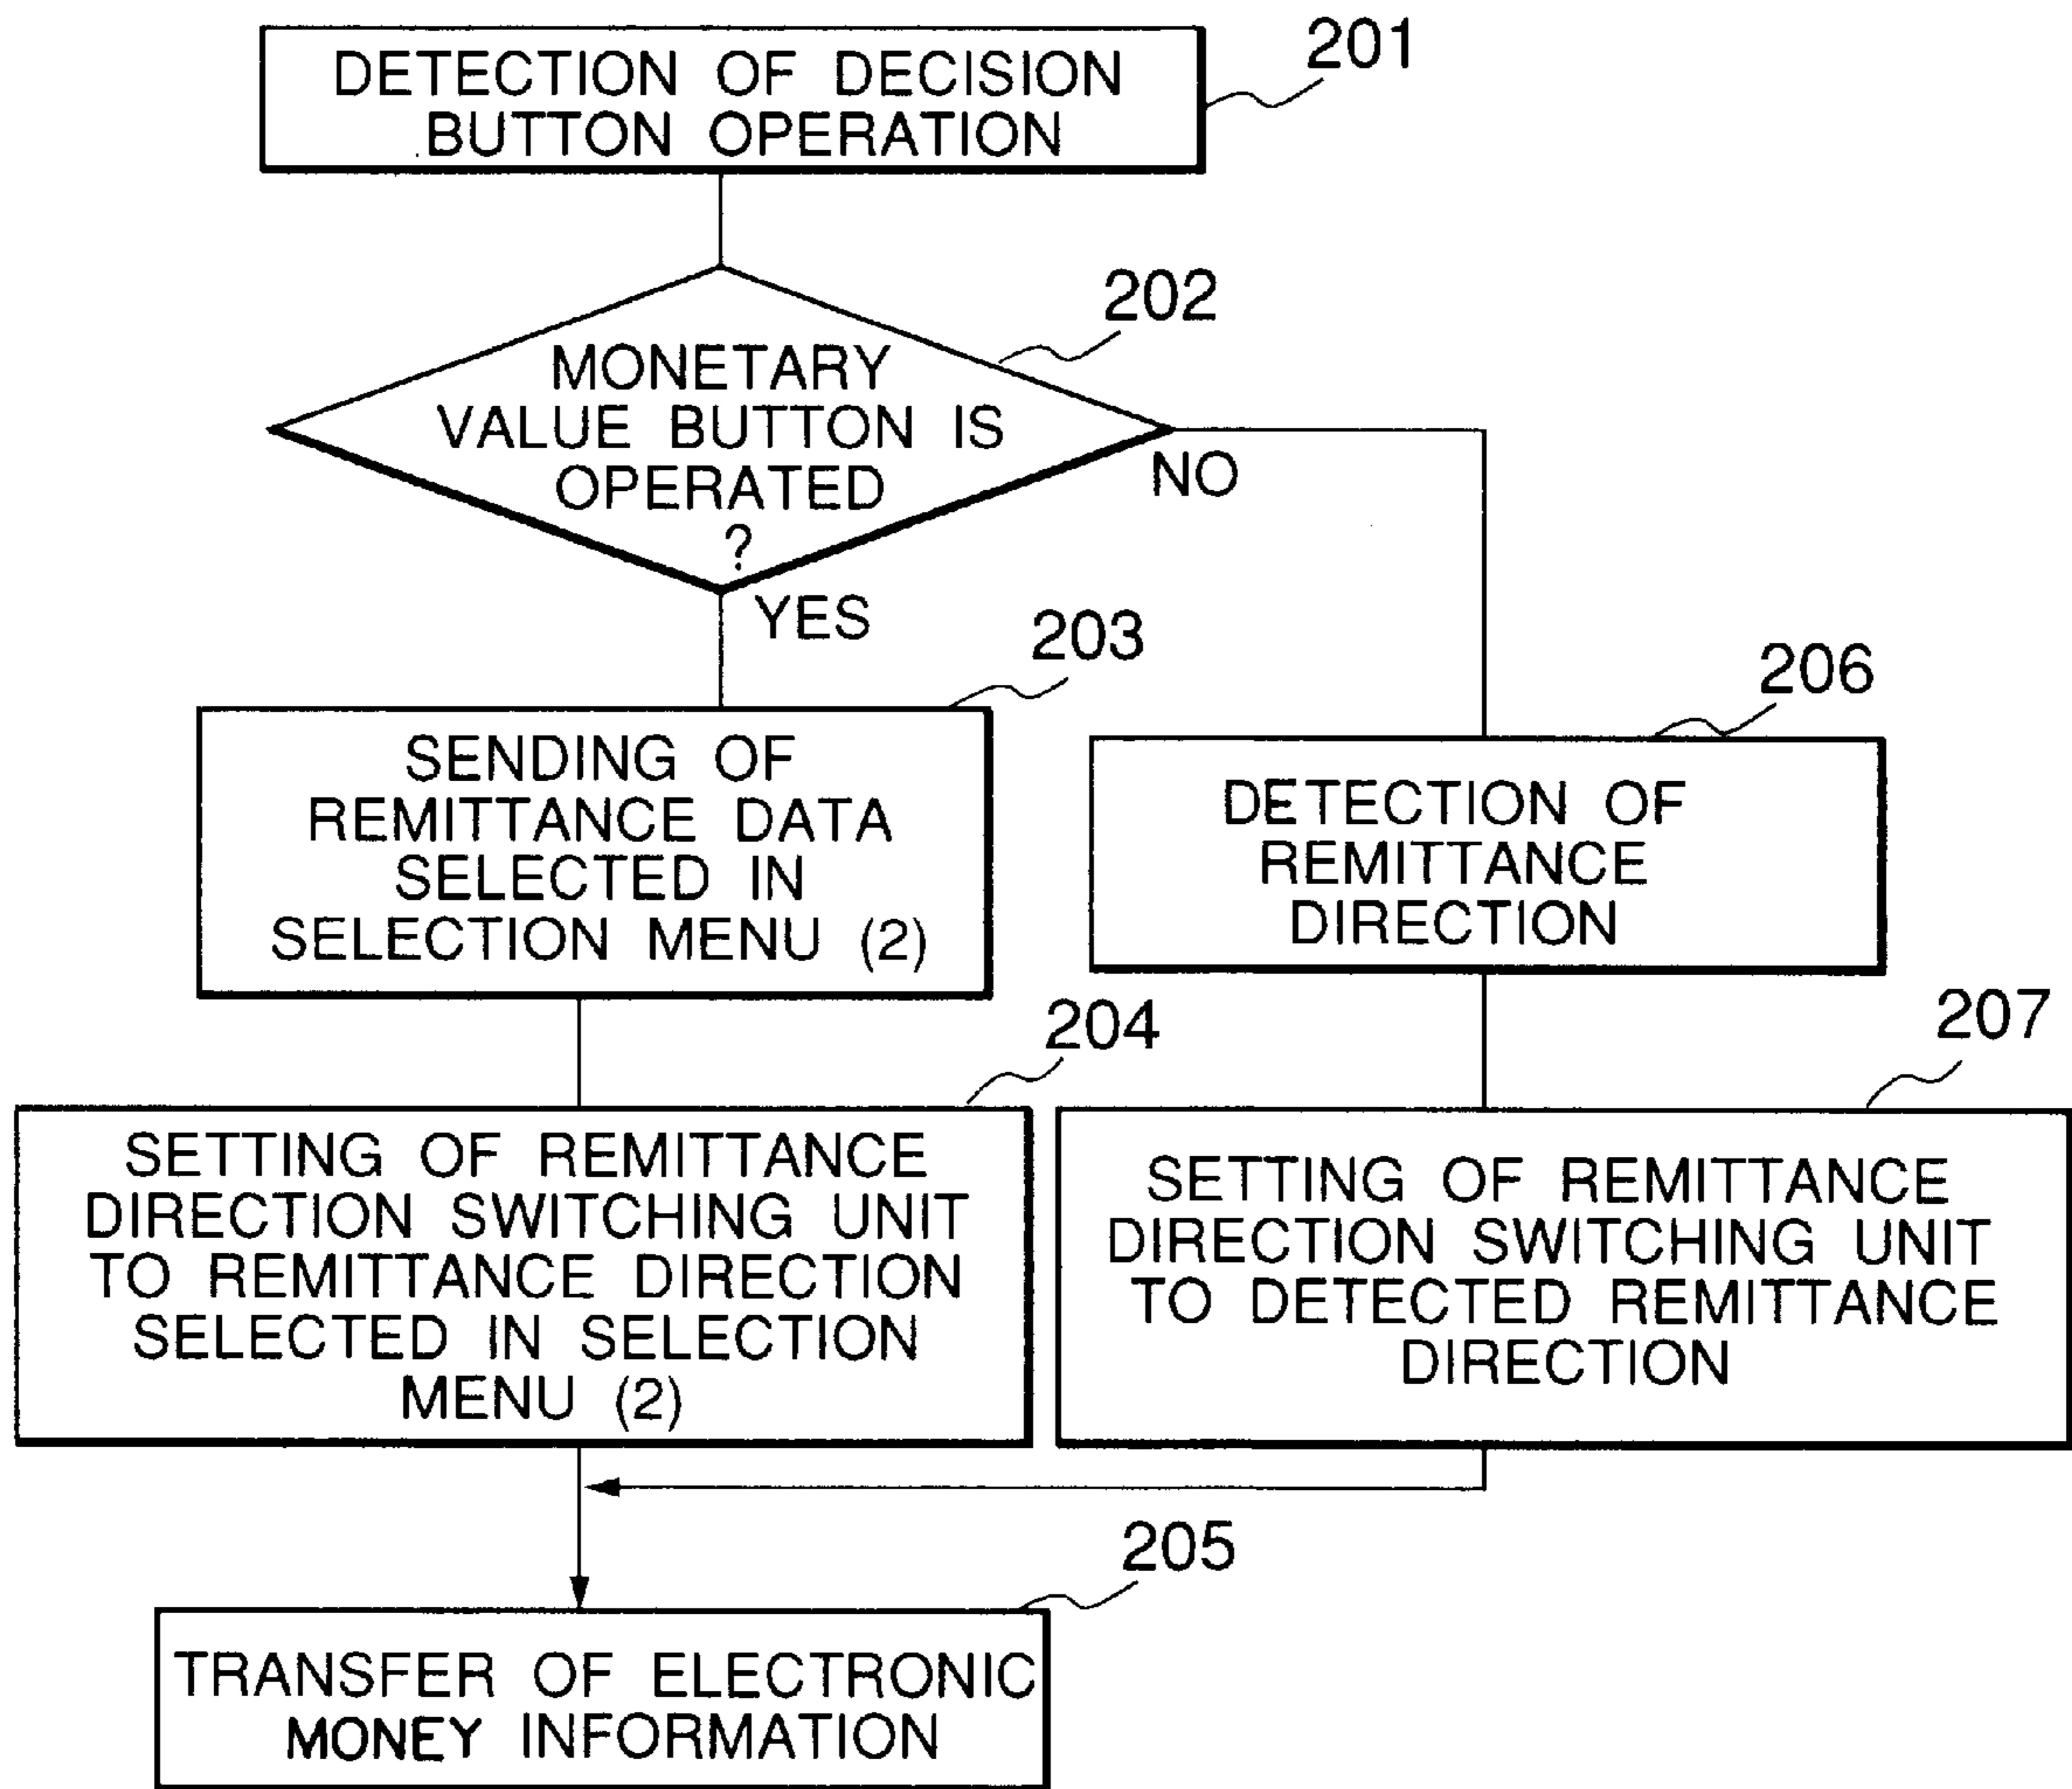 DETECTION OF DECISION
BUTTON OPERATION
201
202
MONETARY
VALUE BUTTON IS
OPERATED
?
NO
YES
203
SENDING OF
REMITTANCE DATA
SELECTED IN
SELECTION MENU (2)
206
DETECTION OF
REMITTANCE
DIRECTION
204
SETTING OF REMITTANCE
DIRECTION SWITCHING UNIT
TO REMITTANCE DIRECTION
SELECTED IN SELECTION
MENU (2)
207
SETTING OF REMITTANCE
DIRECTION SWITCHING UNIT
TO DETECTED REMITTANCE
DIRECTION
205
TRANSFER OF ELECTRONIC
MONEY INFORMATION